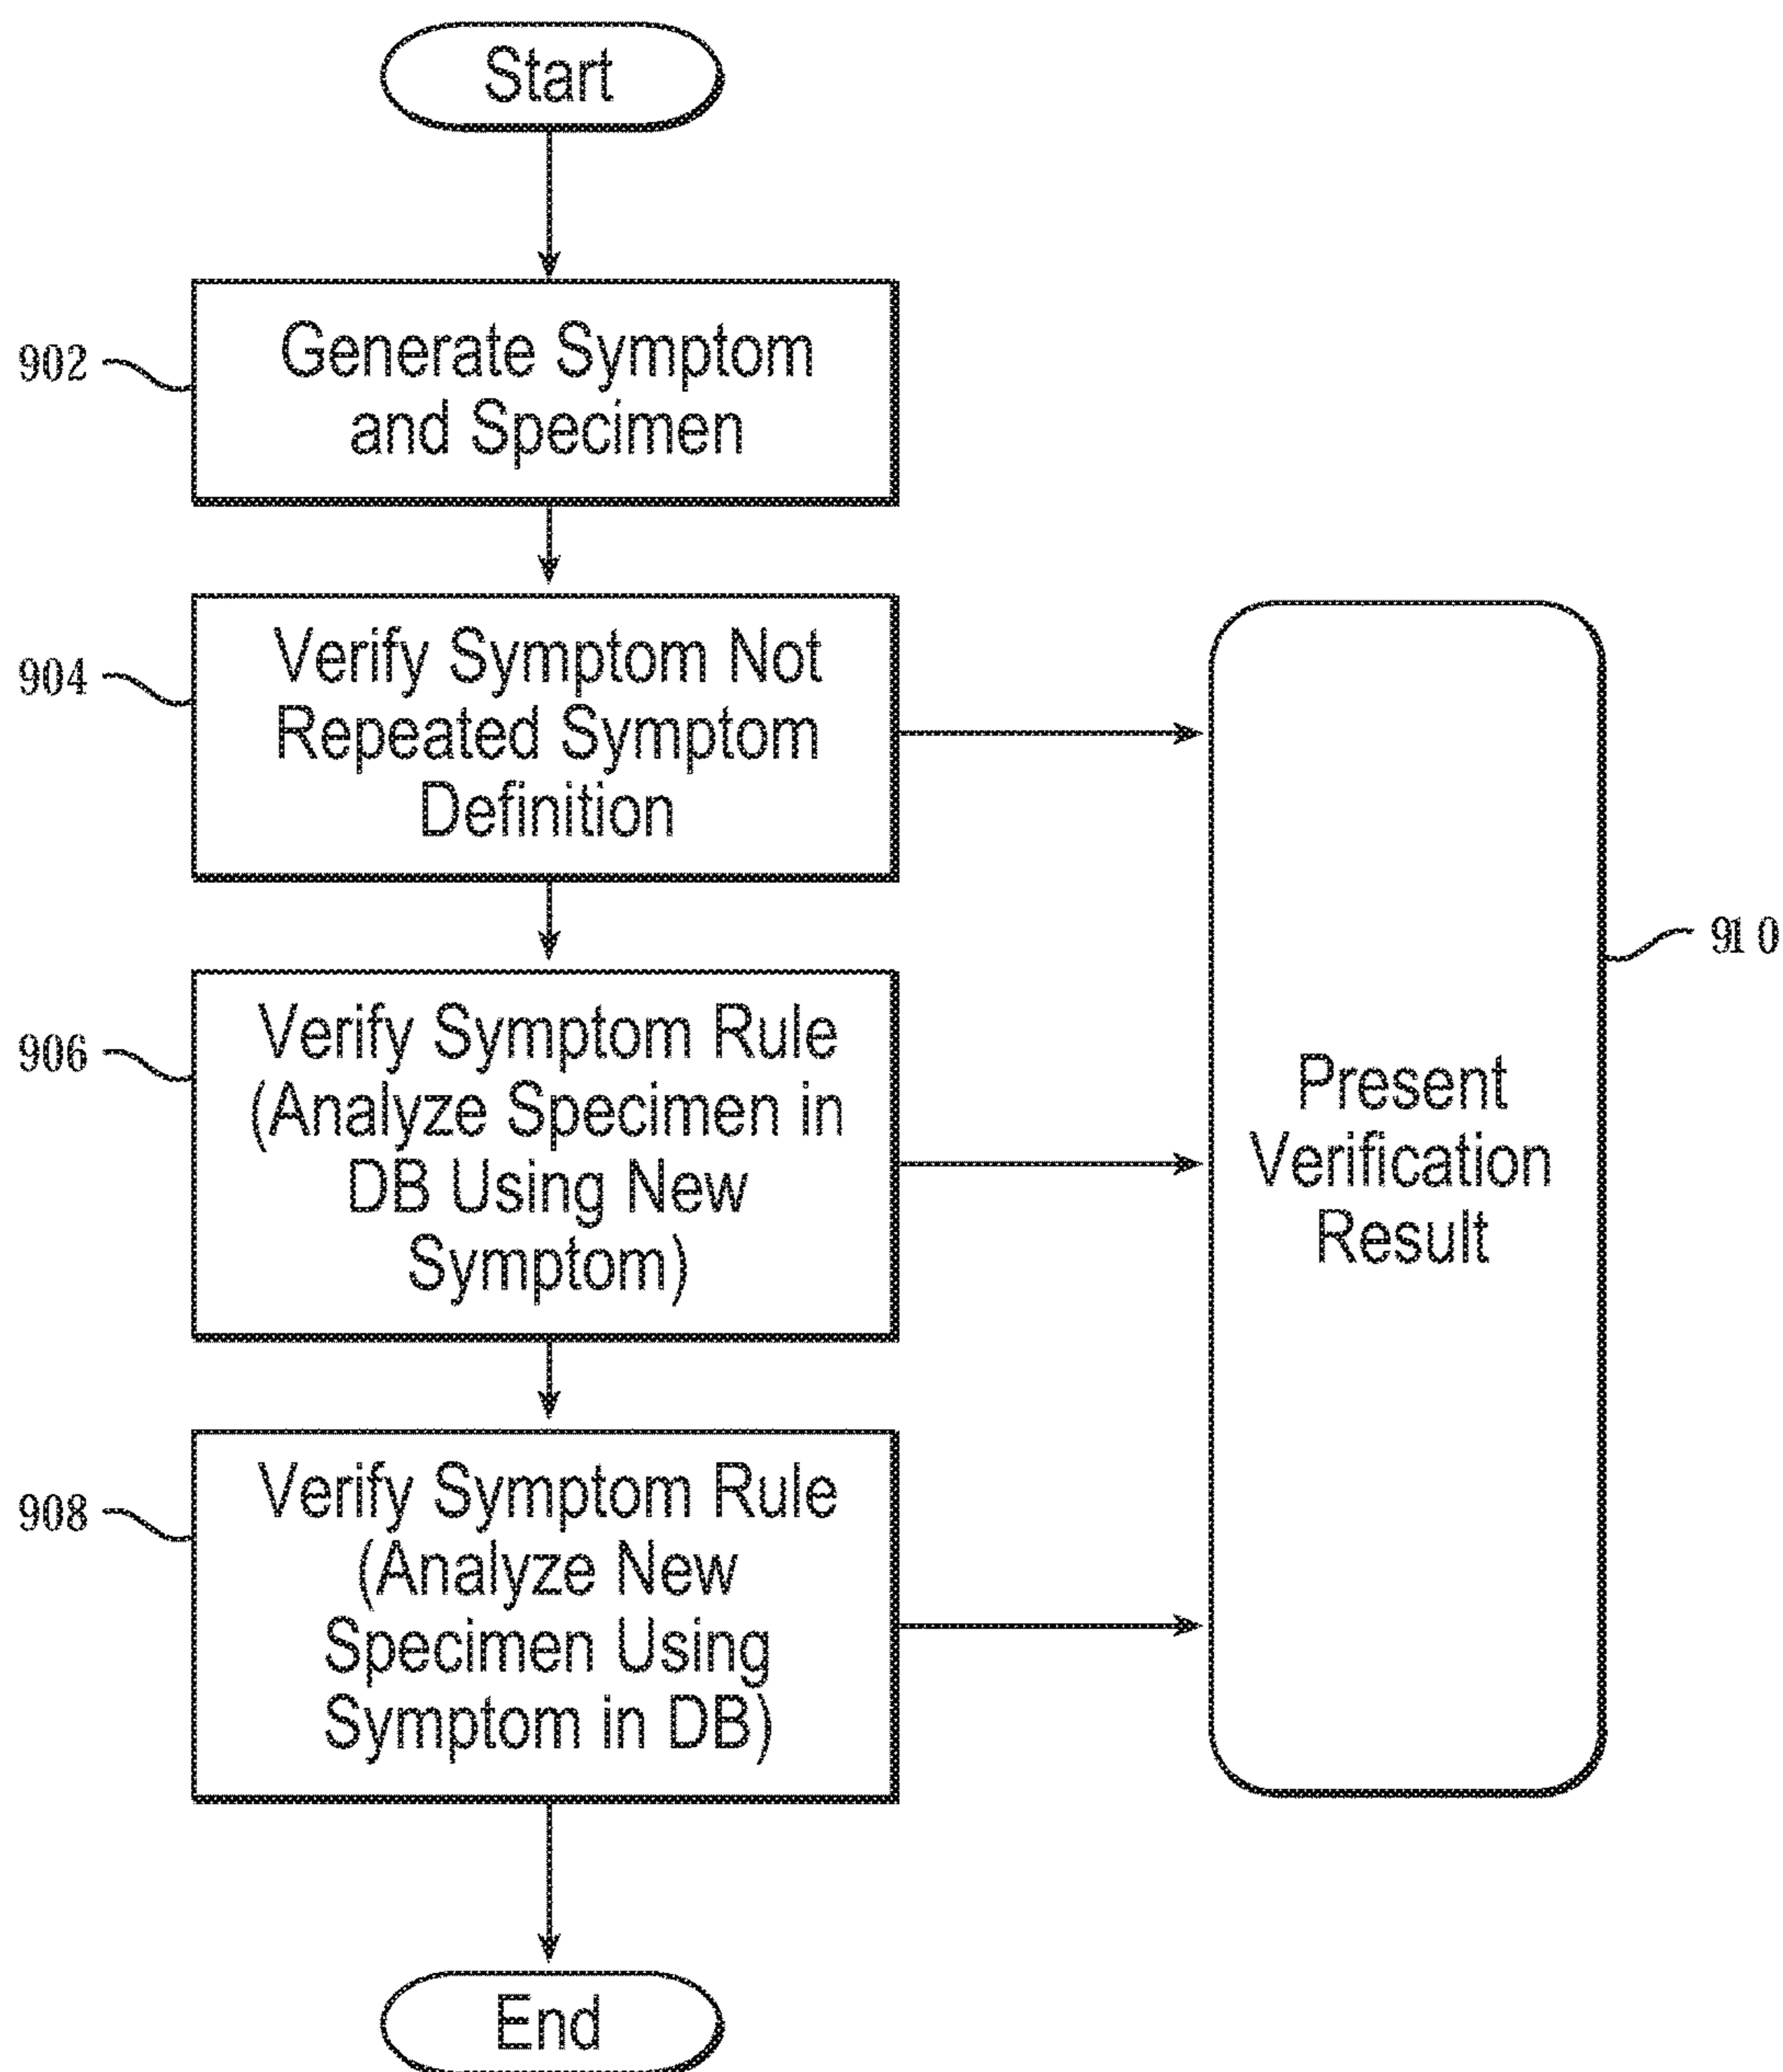 Start
902
Generate Symptom
and Specimen
904
Verify Symptom Not
Repeated Symptom
Definition
906
Verify Symptom Rule
(Analyze Specimen in
DB Using New
Symptom)
908
Verify Symptom Rule
(Analyze New
Specimen Using
Symptom in DB)
End
910
Present
Verification
Result